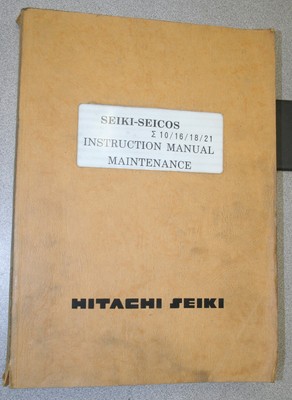 SEIKI-SEICOS
Σ 10/16/18/21
INSTRUCTION MANUAL
MAINTENANCE
HITACHI SEIKI